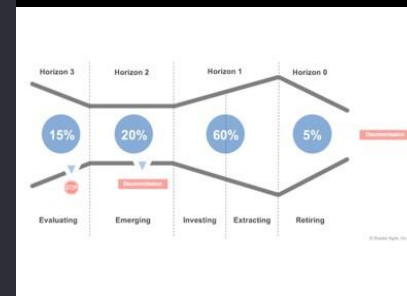 Horizon 3 Horizon 2 Horizon 1 Horizon 0
15% 20% 60% 5%
Decommission
STOP
Decommission
Evaluating Emerging Investing Extracting Retiring